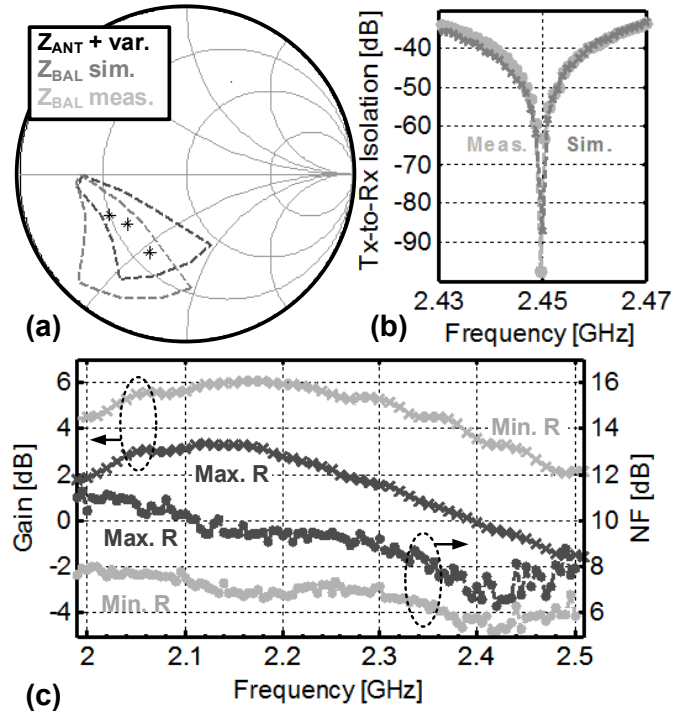 Z_ANT + var.
Z_BAL sim.
Z_BAL meas.
(a)
Tx-to-Rx Isolation [dB]
-40
-50
-60
-70
-80
-90
Meas.
Sim.
2.43
2.45
2.47
Frequency [GHz]
(b)
Gain [dB]
6
4
2
0
-2
-4
NF [dB]
16
14
12
10
8
6
Min. R
Max. R
Max. R
Min. R
2
2.1
2.2
2.3
2.4
2.5
Frequency [GHz]
(c)